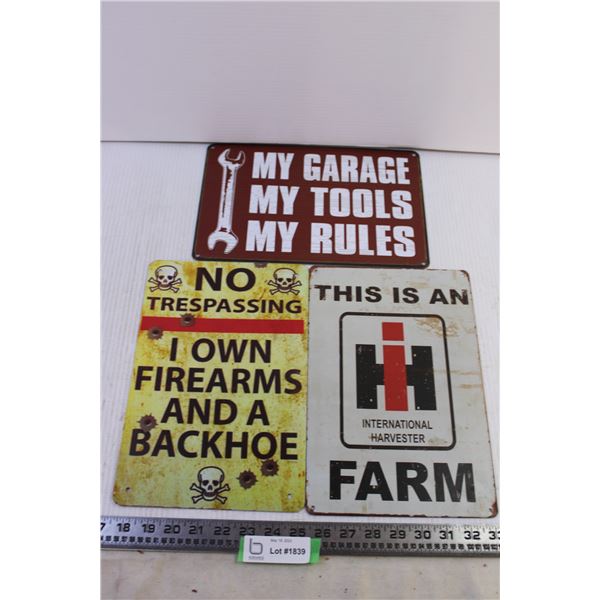 MY GARAGE
MY TOOLS
MY RULES
NO
TRESPASSING
I OWN
FIREARMS
AND A
BACKHOE
THIS IS AN
IH
INTERNATIONAL
HARVESTER
FARM
7 18 19 20 21 22 23 24 25 26 27 28 29 30 31 32 33
b
Lot #1839